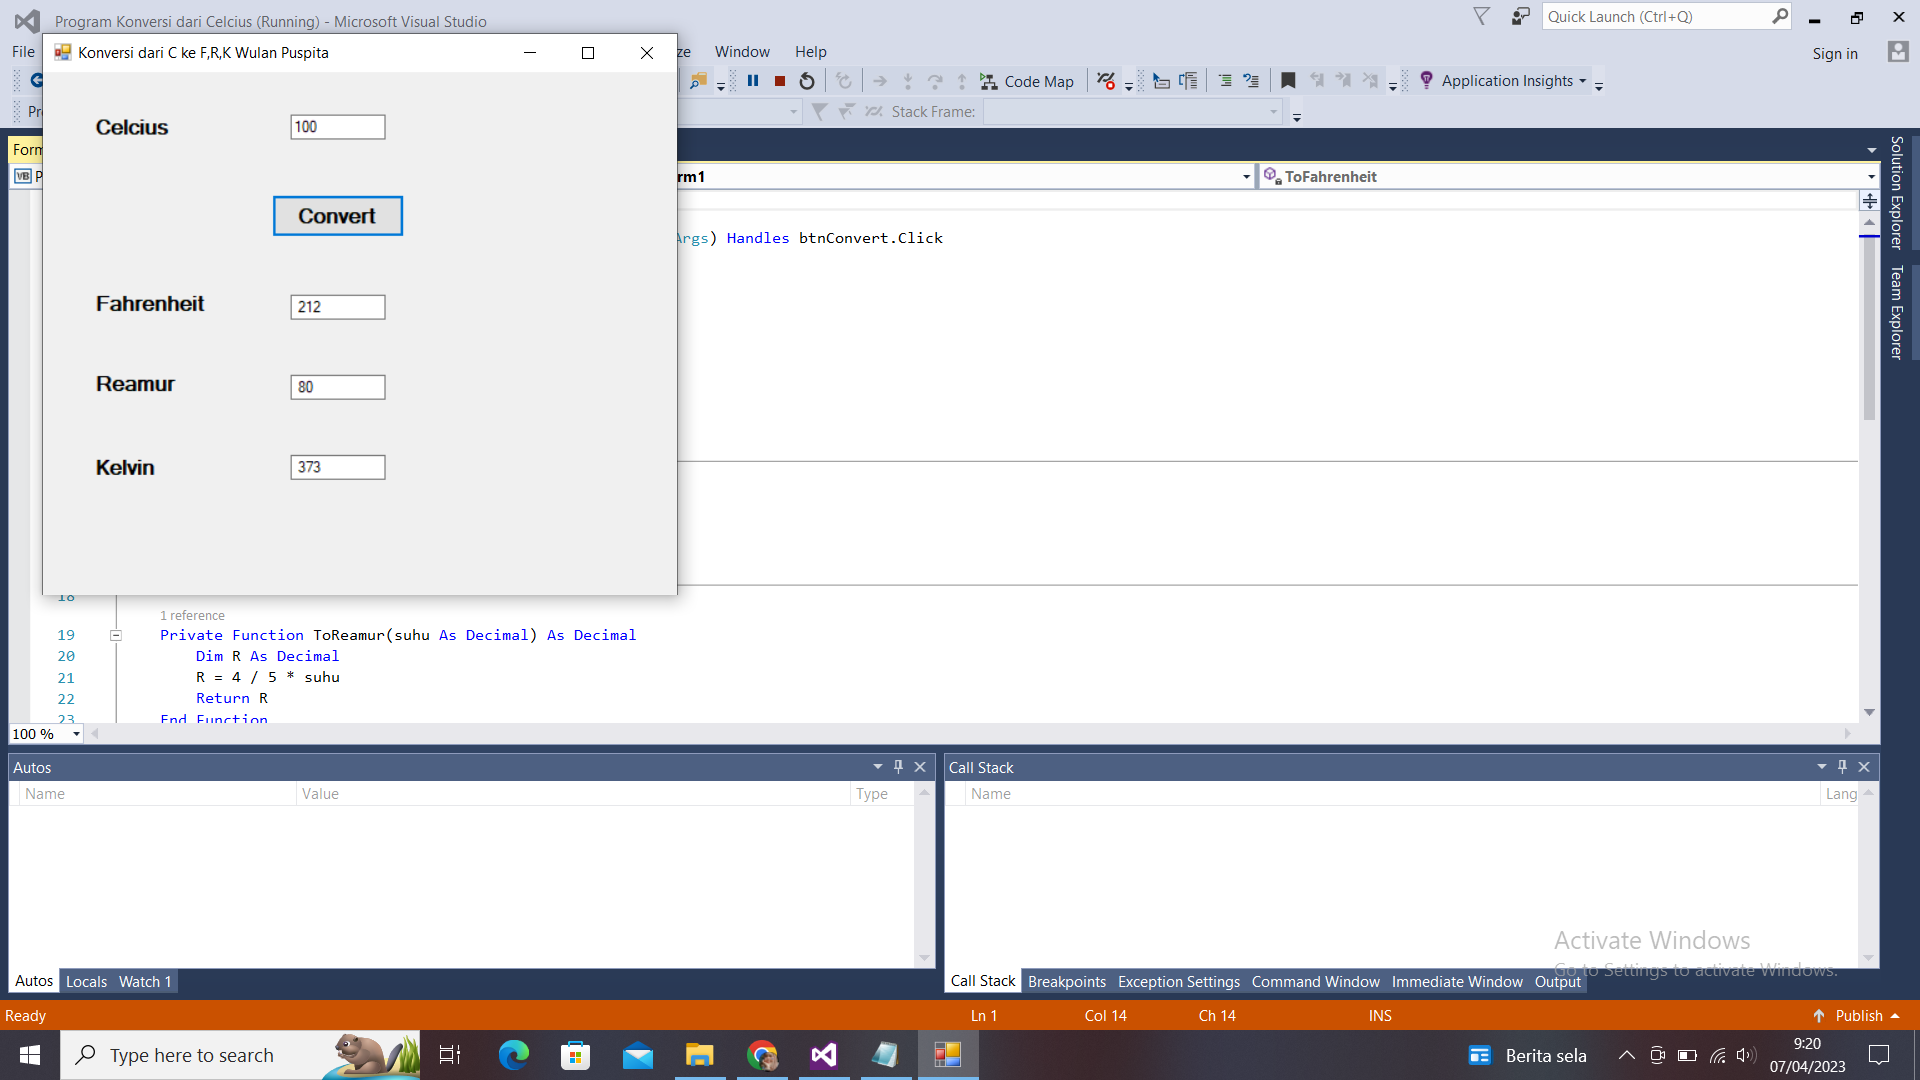 Program Konversi dari Celcius (Running) - Microsoft Visual Studio
Quick Launch (Ctrl+Q)
File
Window Help
Sign in
Konversi dari C ke F,R,K Wulan Puspita
Code Map
Application Insights
Stack Frame:
Form
ToFahrenheit
Celcius 100
Convert
Fahrenheit 212
Reamur 80
Kelvin 373
) Handles btnConvert.Click
18
1 reference
19 Private Function ToReamur(suhu As Decimal) As Decimal
20 Dim R As Decimal
21 R = 4 / 5 * suhu
22 Return R
23 End Function
100 %
Solution Explorer
Team Explorer
Autos
Name Value Type
Autos Locals Watch 1
Call Stack
Name Lang
Activate Windows
Go to Settings to activate Windows.
Call Stack Breakpoints Exception Settings Command Window Immediate Window Output
Ready Ln 1 Col 14 Ch 14 INS Publish
Type here to search
Berita sela
9:20
07/04/2023